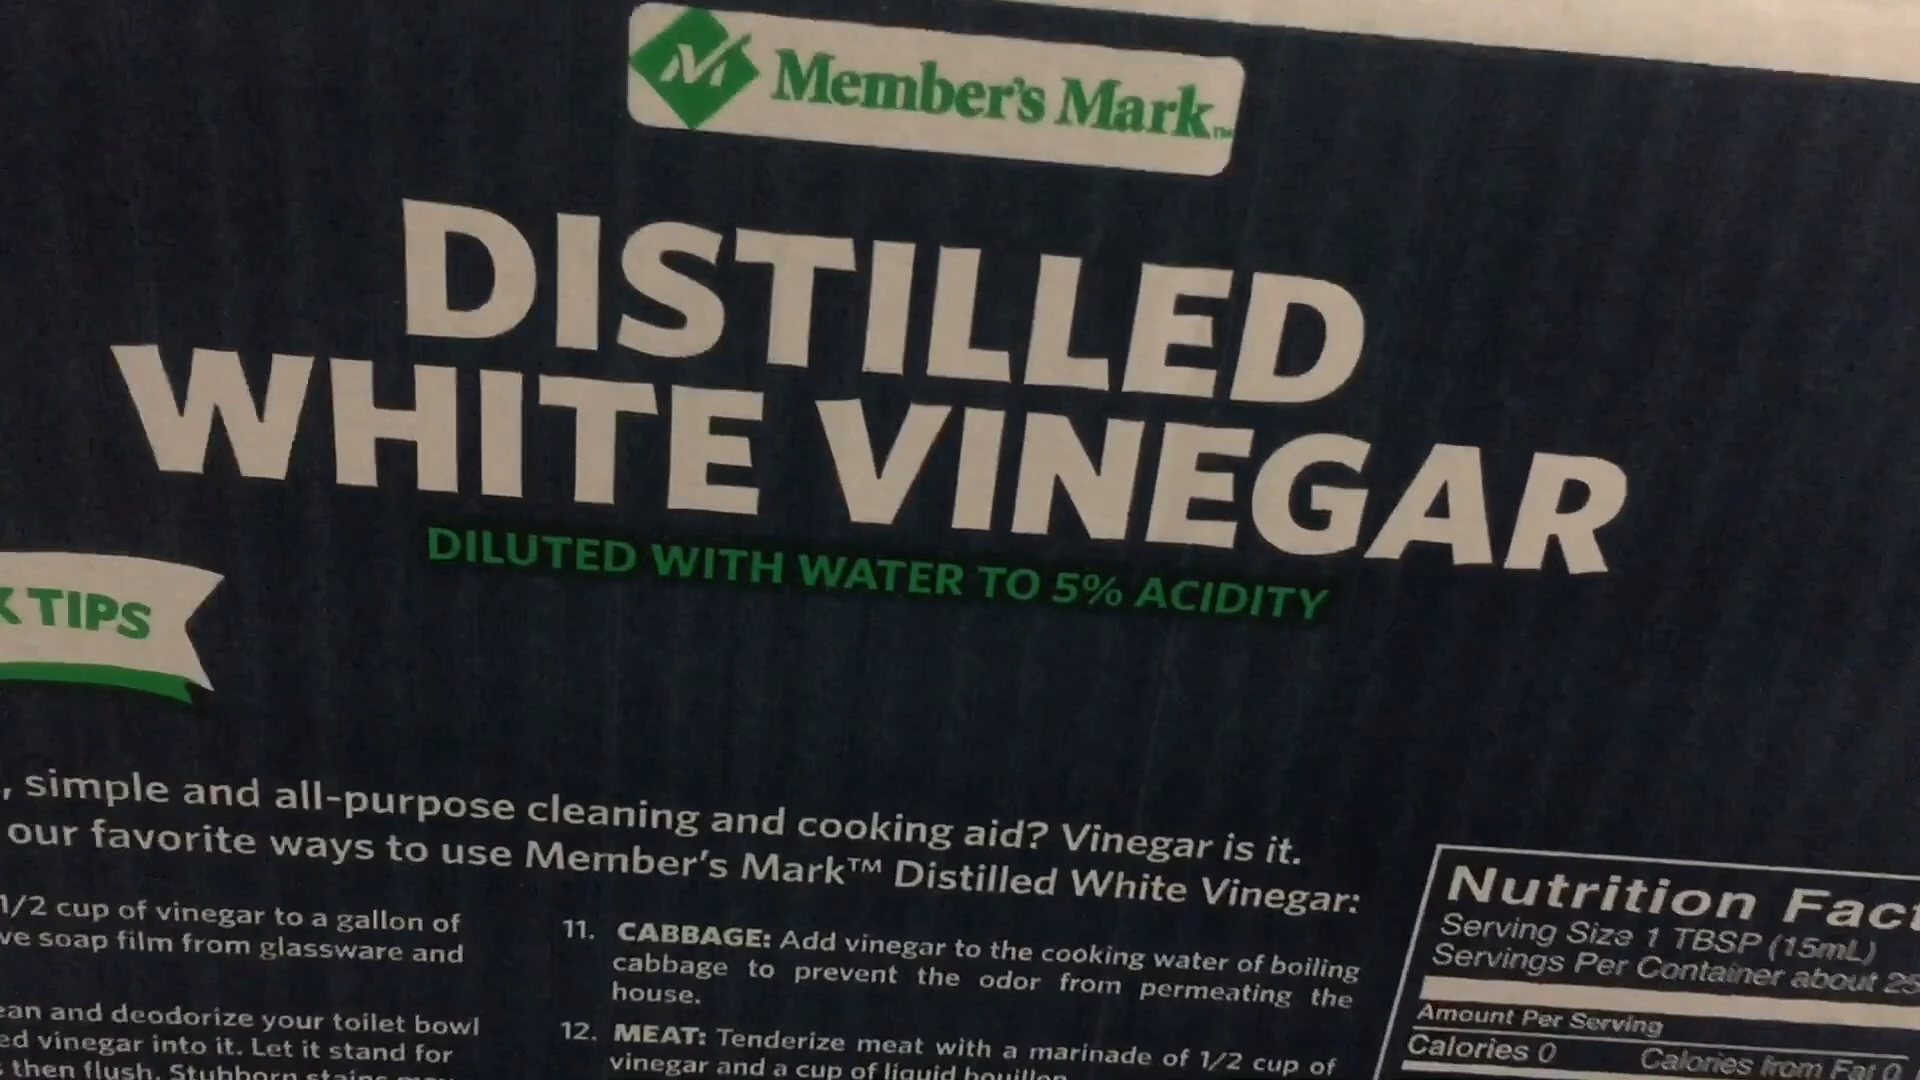 Member's Mark™
DISTILLED
WHITE VINEGAR
DILUTED WITH WATER TO 5% ACIDITY
TIPS
, simple and all-purpose cleaning and cooking aid? Vinegar is it.
our favorite ways to use Member's Mark™ Distilled White Vinegar:
1/2 cup of vinegar to a gallon of
soap film from glassware and
and deodorize your toilet bowl
vinegar into it. Let it stand for
then flush. Stubborn stains
11. CABBAGE: Add vinegar to the cooking water of boiling
cabbage to prevent the odor from permeating the
house.
12. MEAT: Tenderize meat with a marinade of 1/2 cup of
vinegar and a cup of liquid bouillon.
Nutrition
Serving Size 1 TBSP (15mL)
Servings Per Container about
Amount Per Serving
Calories 0 Calories from Fat 0